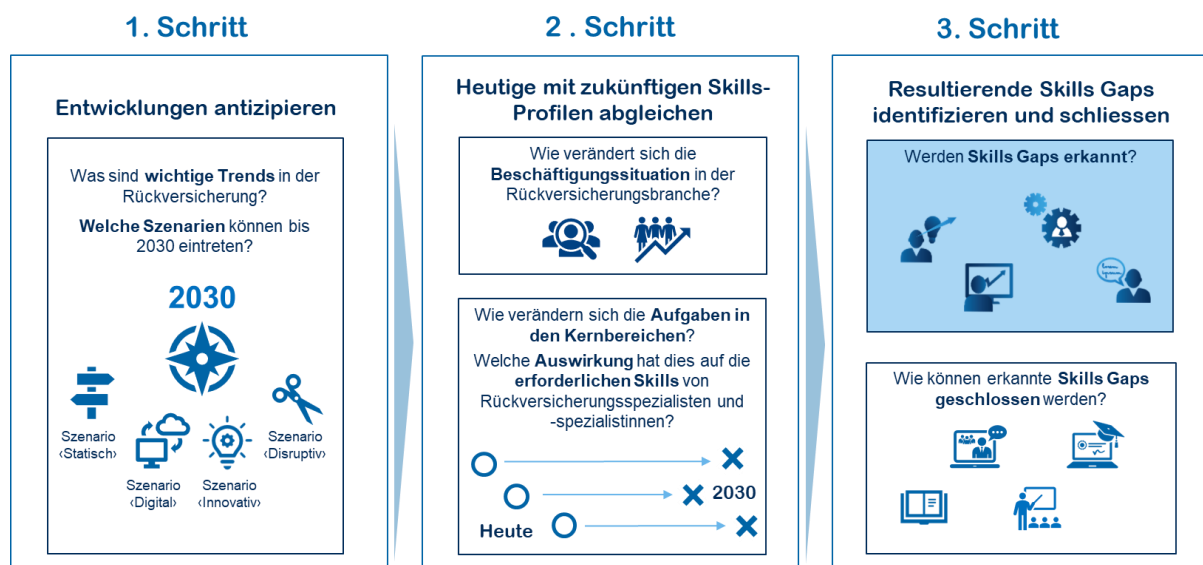 1. Schritt
Entwicklungen antizipieren
Was sind wichtige Trends in der
Rückversicherung?
Welche Szenarien können bis
2030 eintreten?
2030
Szenario
‹Statisch›
Szenario
‹Digital›
Szenario
‹Innovativ›
Szenario
‹Disruptiv›
2 . Schritt
Heutige mit zukünftigen Skills-
Profilen abgleichen
Wie verändert sich die
Beschäftigungssituation in der
Rückversicherungsbranche?
Wie verändern sich die Aufgaben in
den Kernbereichen?
Welche Auswirkung hat dies auf die
erforderlichen Skills von
Rückversicherungsspezialisten und
-spezialistinnen?
2030
Heute
3. Schritt
Resultierende Skills Gaps
identifizieren und schliessen
Werden Skills Gaps erkannt?
Wie können erkannte Skills Gaps
geschlossen werden?